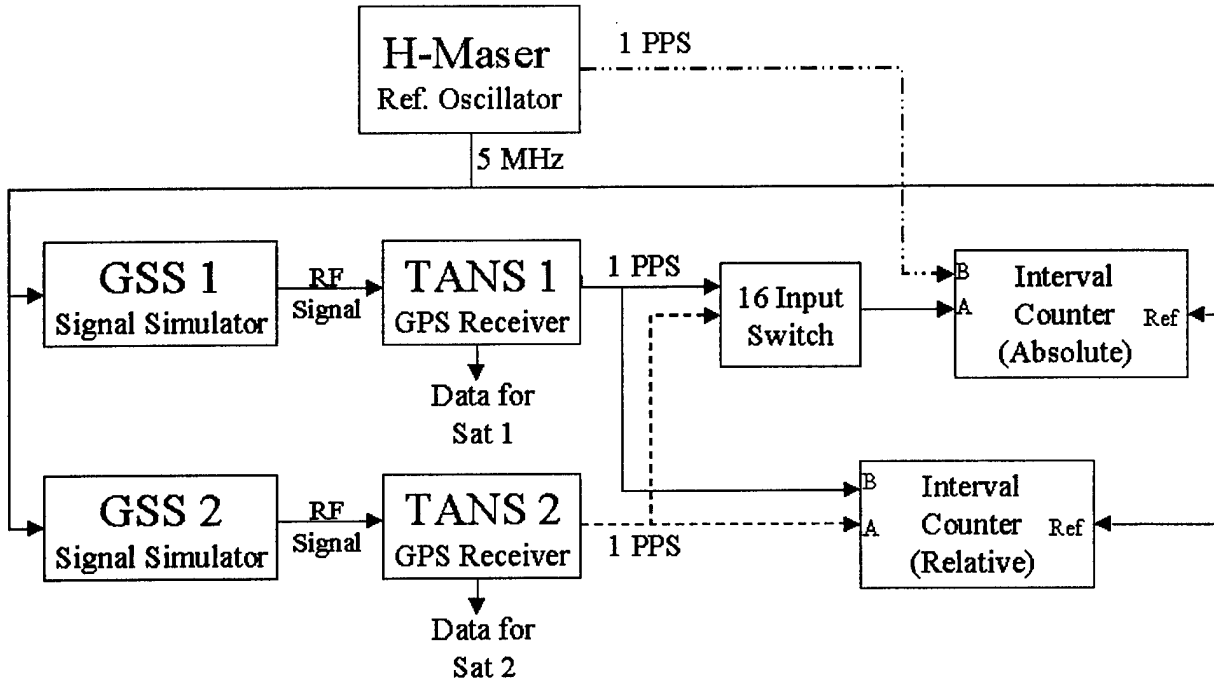 H-Maser
Ref. Oscillator
1 PPS
5 MHz
GSS 1
Signal Simulator
RF
Signal
TANS 1
GPS Receiver
1 PPS
16 Input
Switch
B
A
Interval
Counter
(Absolute)
Ref
Data for
Sat 1
GSS 2
Signal Simulator
RF
Signal
TANS 2
GPS Receiver
1 PPS
B
A
Interval
Counter
(Relative)
Ref
Data for
Sat 2